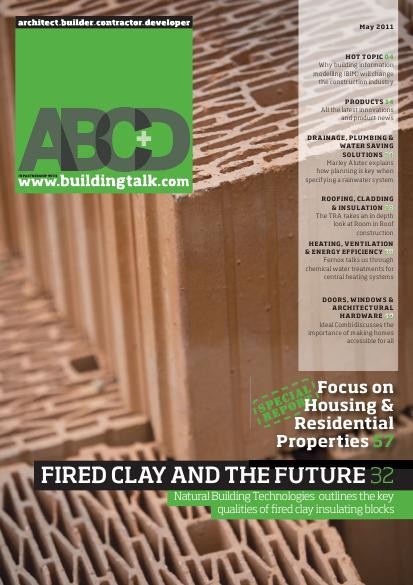 architect.builder.contractor.developer
ABC+D
IN PARTNERSHIP WITH
www.buildingtalk.com
May 2011
HOT TOPIC 04
Why building information
modelling (BIM) will change
the construction industry
PRODUCTS 14
All the latest innovations
and product news
DRAINAGE, PLUMBING &
WATER SAVING
SOLUTIONS
Marley Alutec explains
how planning is key when
specifying a rainwater system
ROOFING, CLADDING
& INSULATION
The TRA takes an in depth
look at Room in Roof
construction
HEATING, VENTILATION
& ENERGY EFFICIENCY
Fernox talks us through
chemical water treatments for
central heating systems
DOORS, WINDOWS &
ARCHITECTURAL
HARDWARE
Ideal Combi discusses the
importance of making homes
accessible for all
SPECIAL
REPORT
Focus on
Housing &
Residential
Properties 57
FIRED CLAY AND THE FUTURE 32
Natural Building Technologies outlines the key
qualities of fired clay insulating blocks